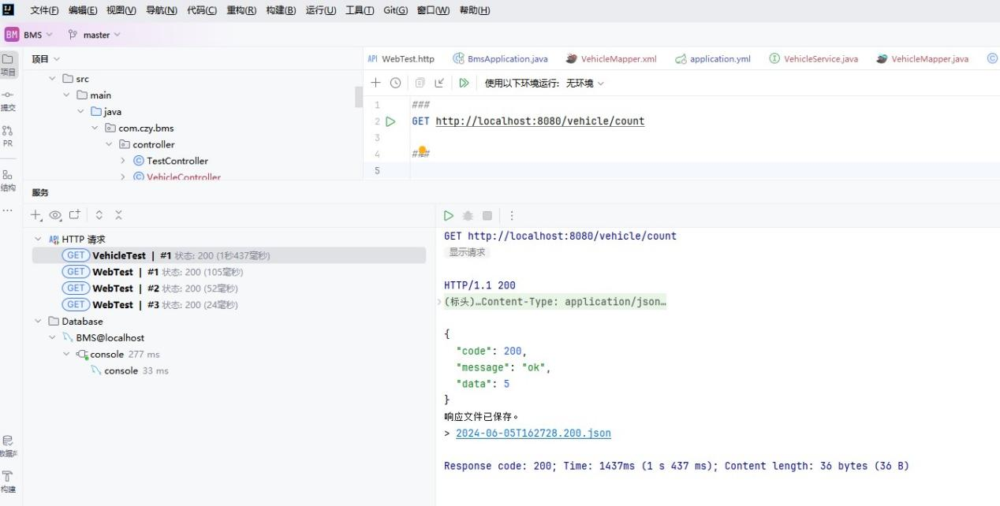 文件(F) 编辑(E) 视图(V) 导航(N) 代码(C) 重构(R) 构建(B) 运行(U) 工具(T) Git(G) 窗口(W) 帮助(H)
BM BMS master
项目
项目
提交
PR
结构
src
main
java
com.czy.bms
controller
TestController
VehicleController
API WebTest.http BmsApplication.java VehicleMapper.xml application.yml VehicleService.java VehicleMapper.java
使用以下环境运行: 无环境
1 ###
2 GET http://localhost:8080/vehicle/count
3
4 ###
5
服务
API HTTP 请求
GET VehicleTest | #1 状态: 200 (1秒437毫秒)
GET WebTest | #1 状态: 200 (105毫秒)
GET WebTest | #2 状态: 200 (52毫秒)
GET WebTest | #3 状态: 200 (24毫秒)
Database
BMS@localhost
console 277 ms
console 33 ms
数据库
构建
GET http://localhost:8080/vehicle/count
显示请求
HTTP/1.1 200
(标头)…Content-Type: application/json…
{
"code": 200,
"message": "ok",
"data": 5
}
响应文件已保存。
> 2024-06-05T162728.200.json
Response code: 200; Time: 1437ms (1 s 437 ms); Content length: 36 bytes (36 B)